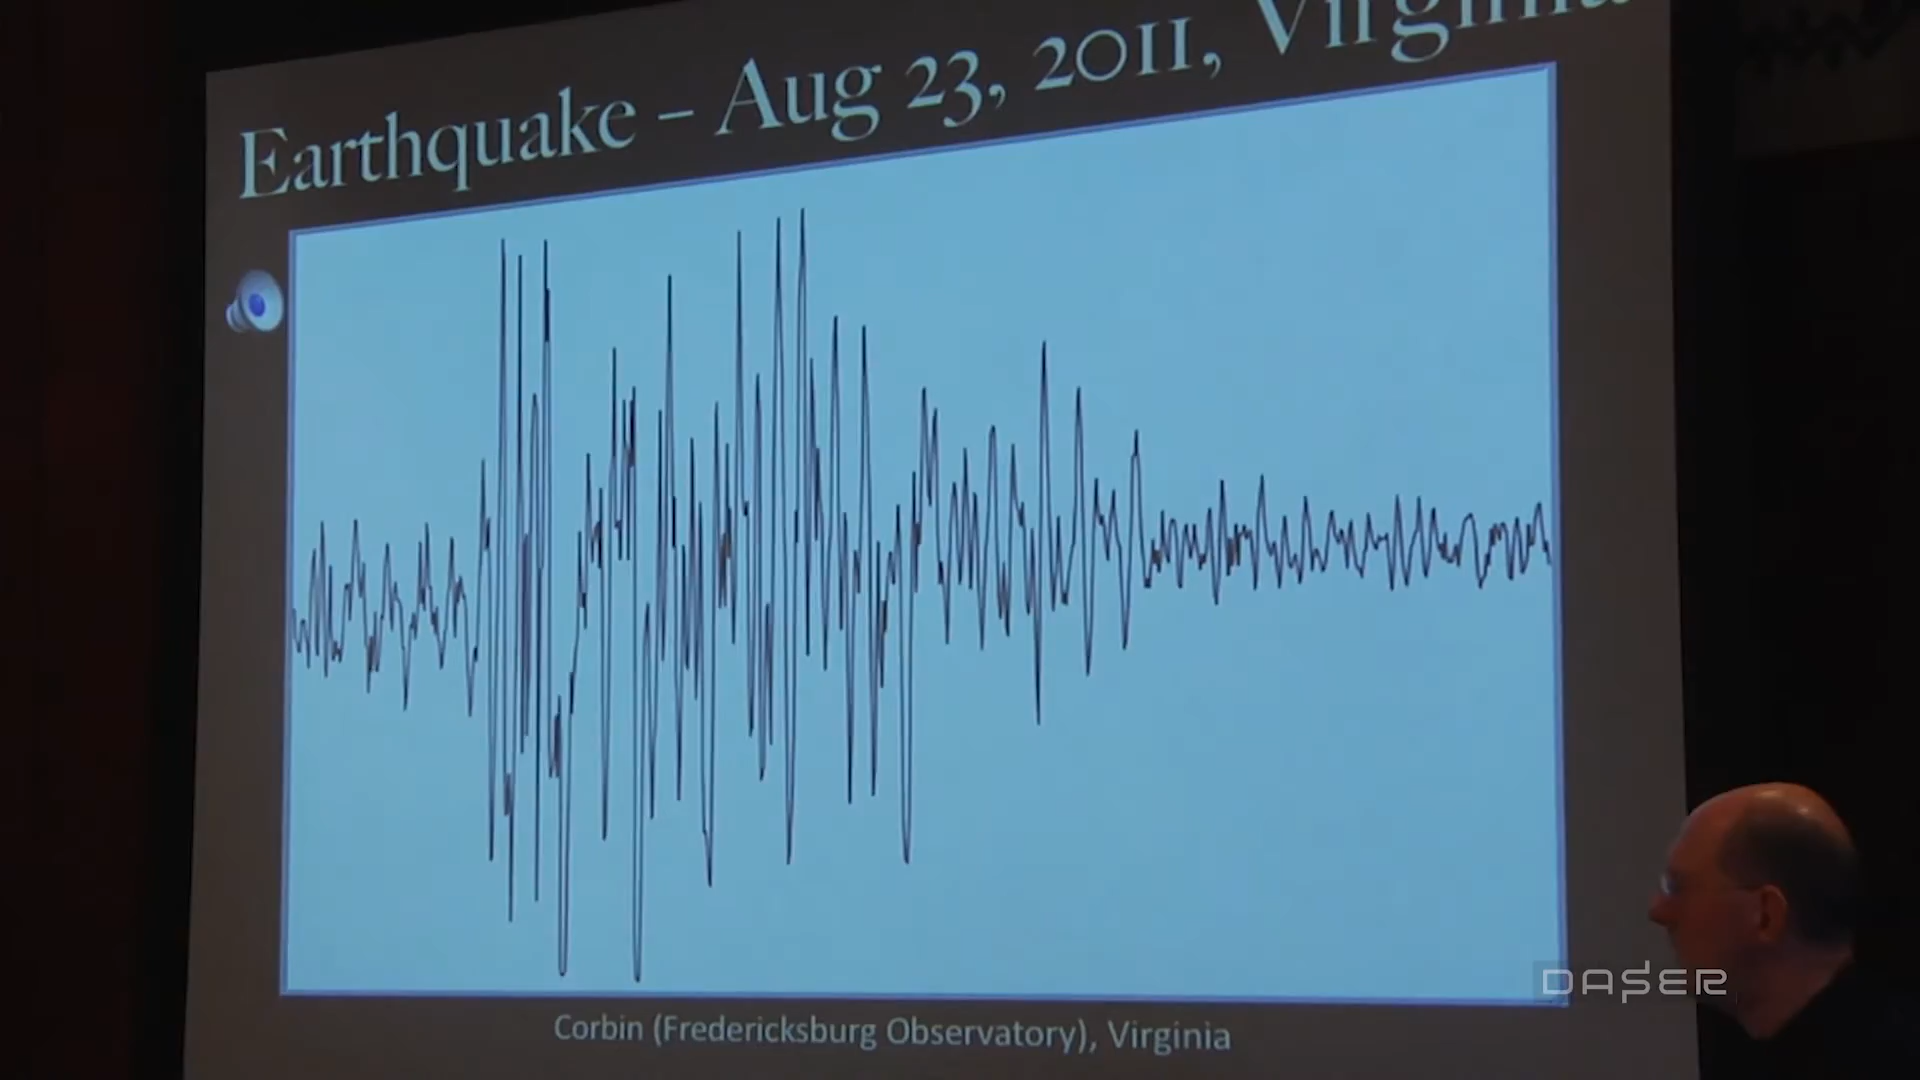 Earthquake – Aug 23, 2011, Virginia
Corbin (Fredericksburg Observatory), Virginia
DASER